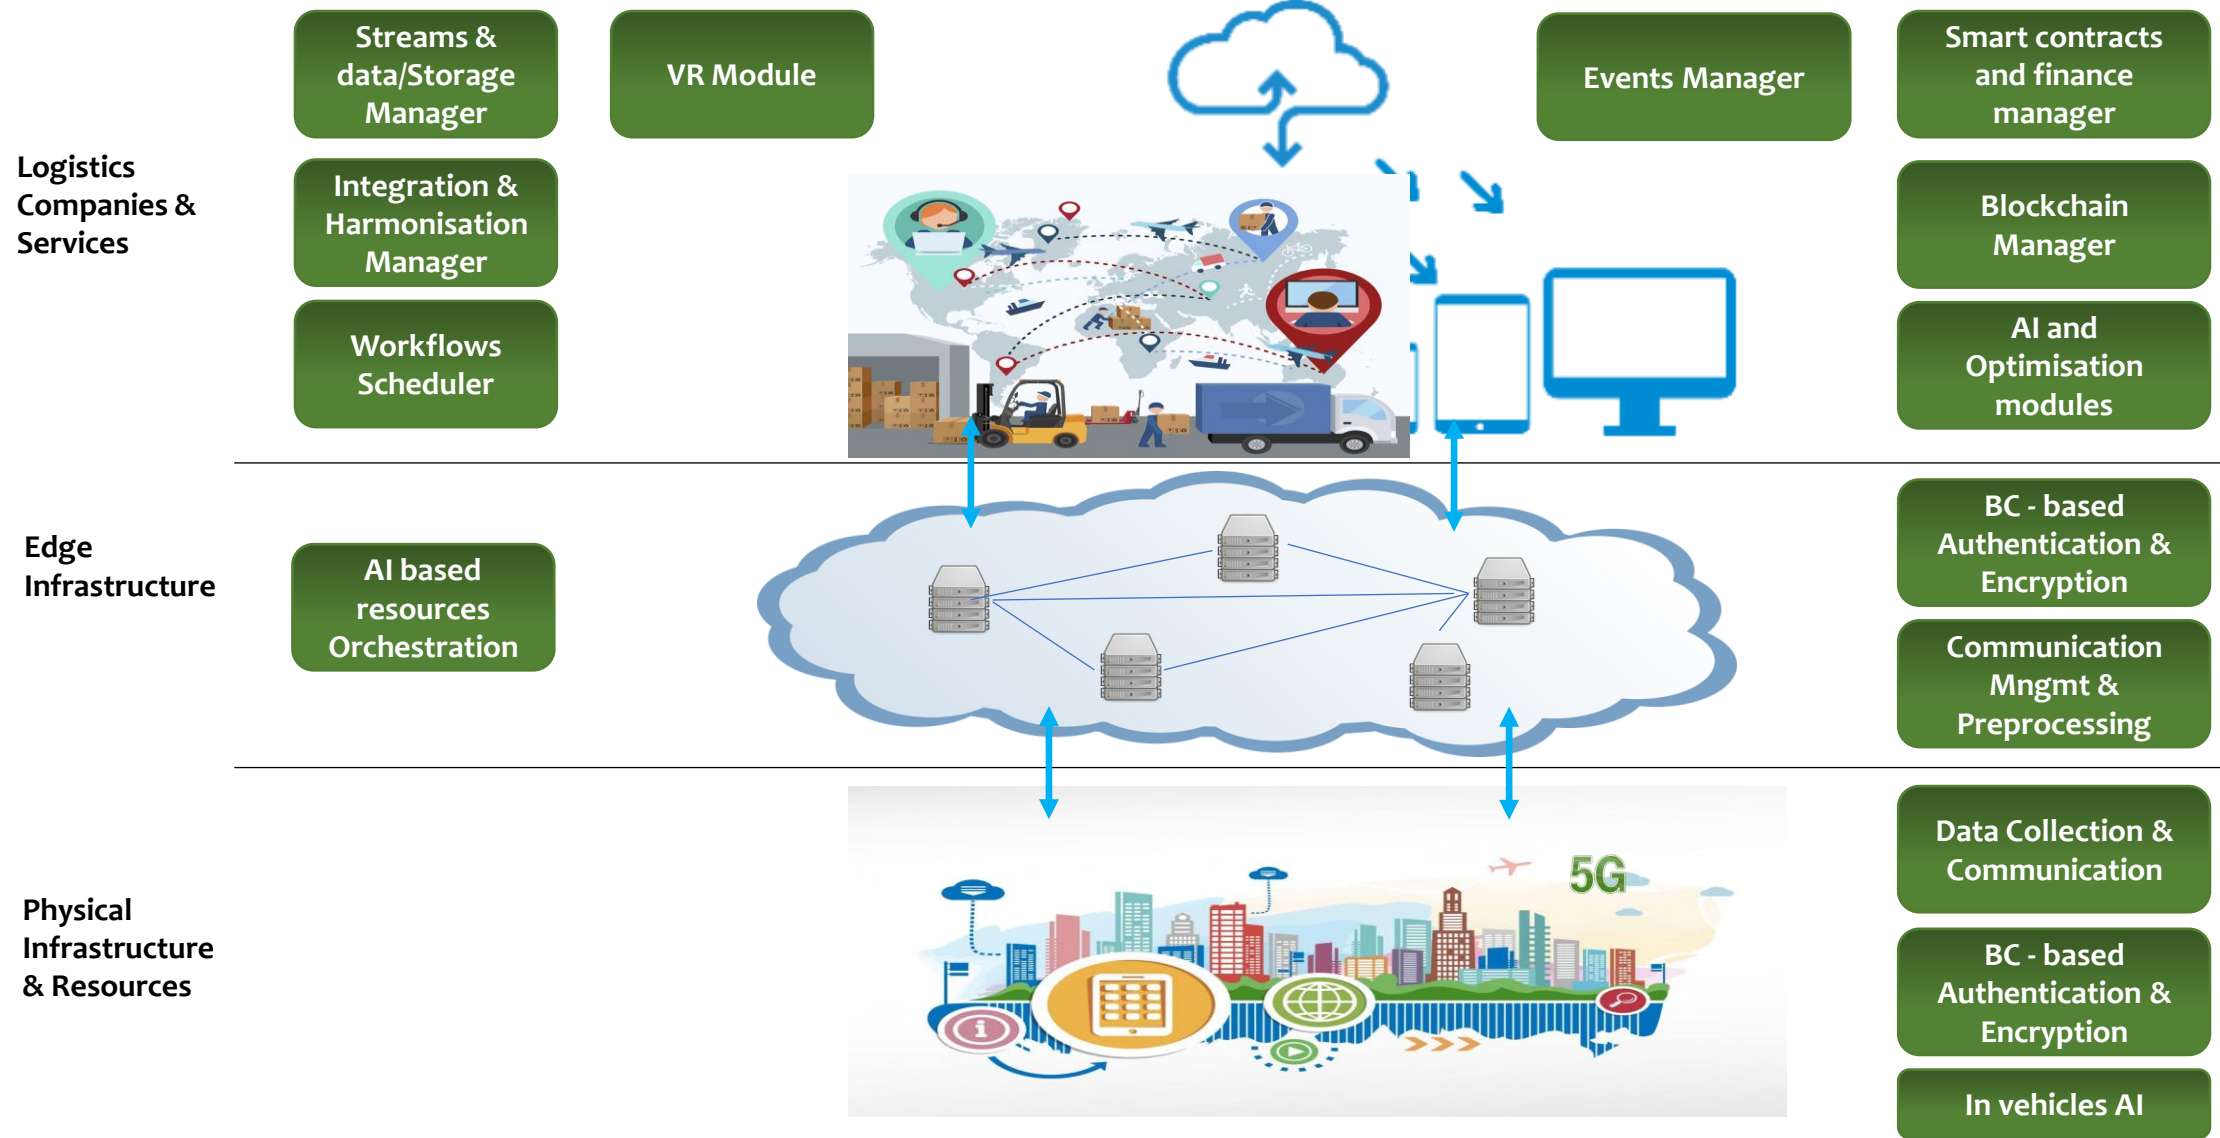 Streams &
data/Storage
Manager
VR Module
Events Manager
Smart contracts
and finance
manager
Logistics
Companies &
Services
Integration &
Harmonisation
Manager
Blockchain
Manager
Workflows
Scheduler
AI and
Optimisation
modules
Edge
Infrastructure
AI based
resources
Orchestration
BC - based
Authentication &
Encryption
Communication
Mngmt &
Preprocessing
Physical
Infrastructure
& Resources
5G
i
Data Collection &
Communication
BC - based
Authentication &
Encryption
In vehicles AI